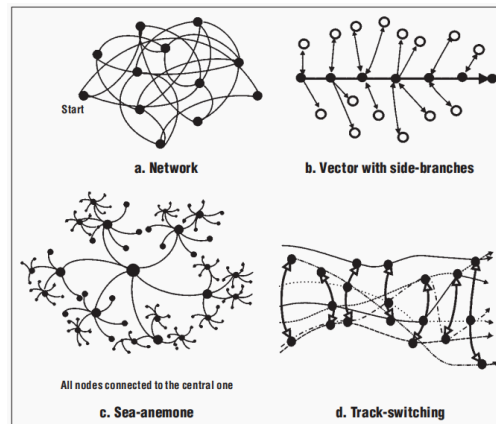 Start
a. Network
b. Vector with side-branches
All nodes connected to the central one
c. Sea-anemone
d. Track-switching